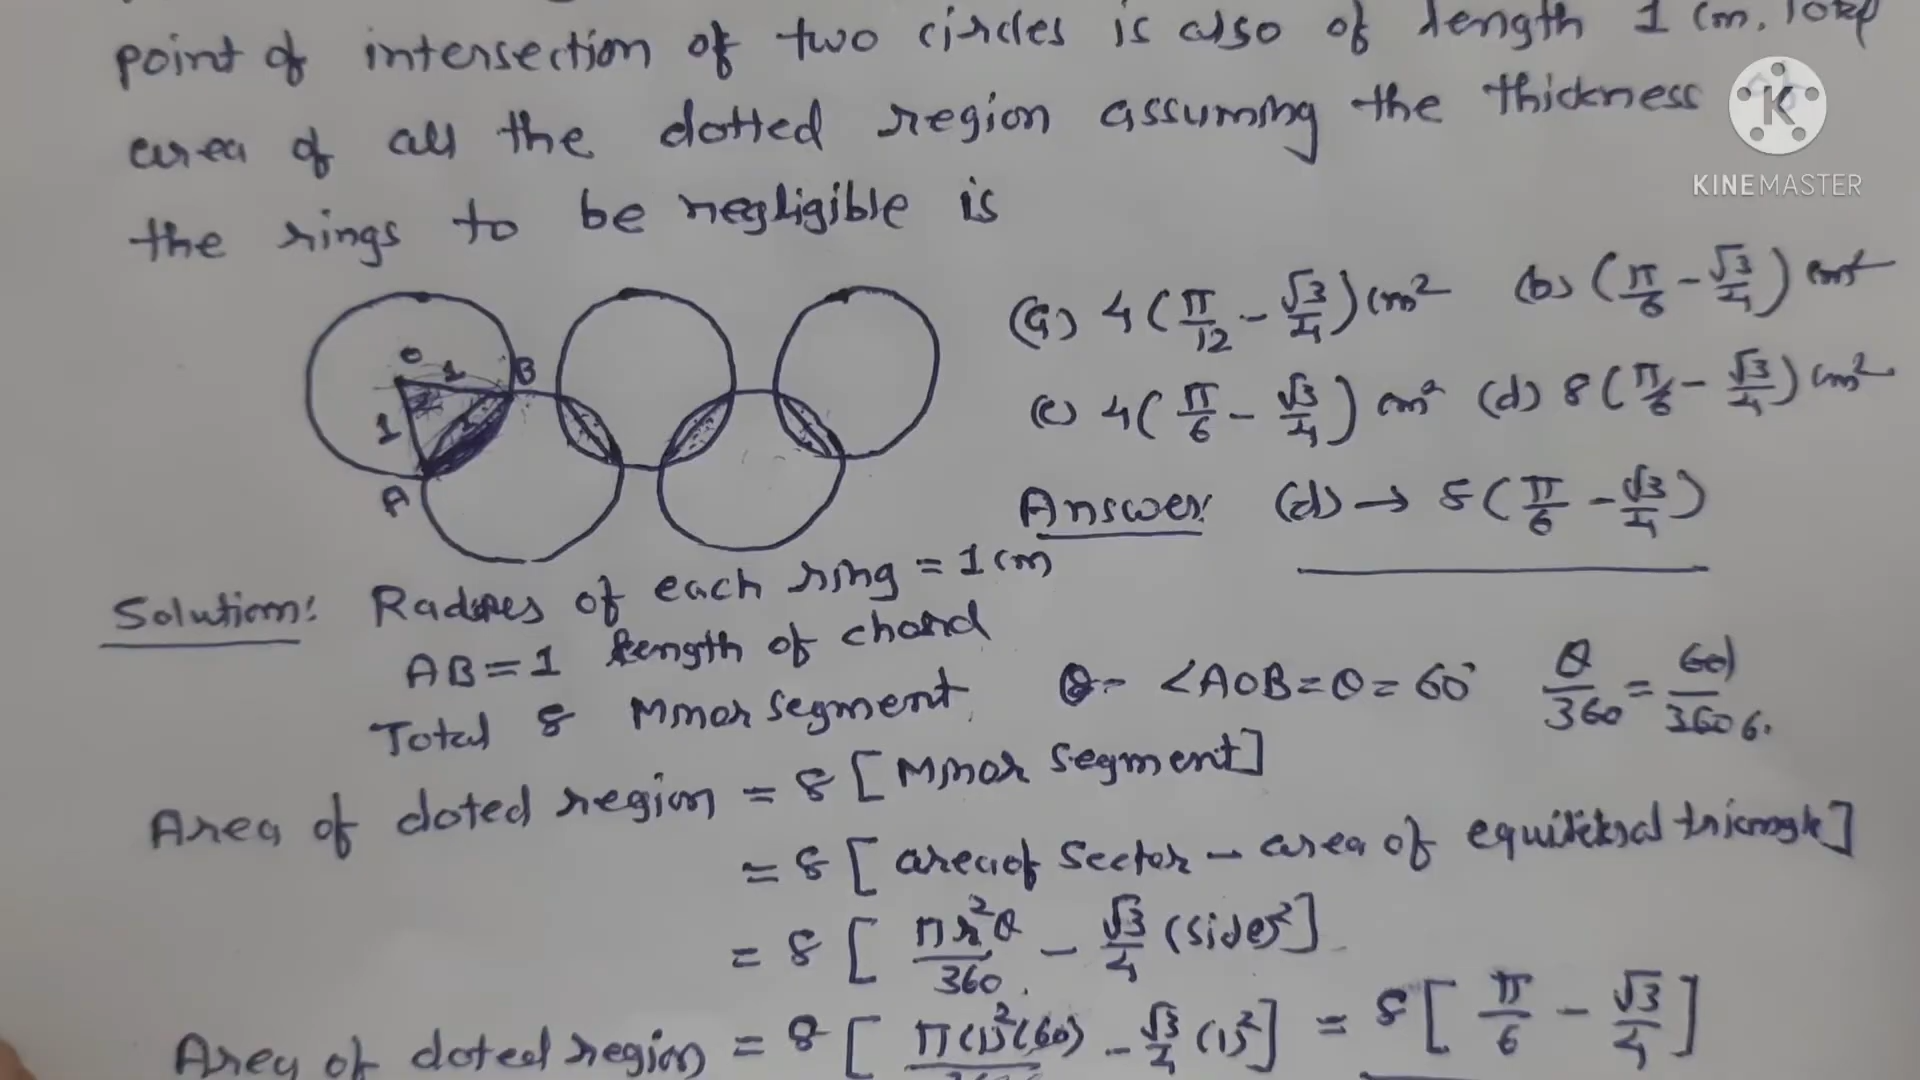 point of intersection of two circles is also of length 1 cm. Total
area of all the dotted region assuming the thickness of
the rings to be negligible is
K
KINEMASTER
(a) 4(π/12 - √3/4) cm² (b) (π/6 - √3/4) cm²
(c) 4(π/6 - √3/4) cm² (d) 8(π/6 - √3/4) cm²
O 1 B
1
A
Answer: (d) → 8(π/6 - √3/4)
Solution: Radius of each ring = 1 cm
AB = 1 length of chord
Total 8 Minor segment. θ = ∠AOB = θ = 60° θ/360 = 60/360 6.
Area of doted region = 8 [Minor segment]
= 8 [area of sector - area of equilateral triangle]
= 8 [πr²θ/360 - √3/4 (side)²]
Area of doted region = 8 [π(1)²(60)/360 - √3/4 (1)²] = 8 [π/6 - √3/4]